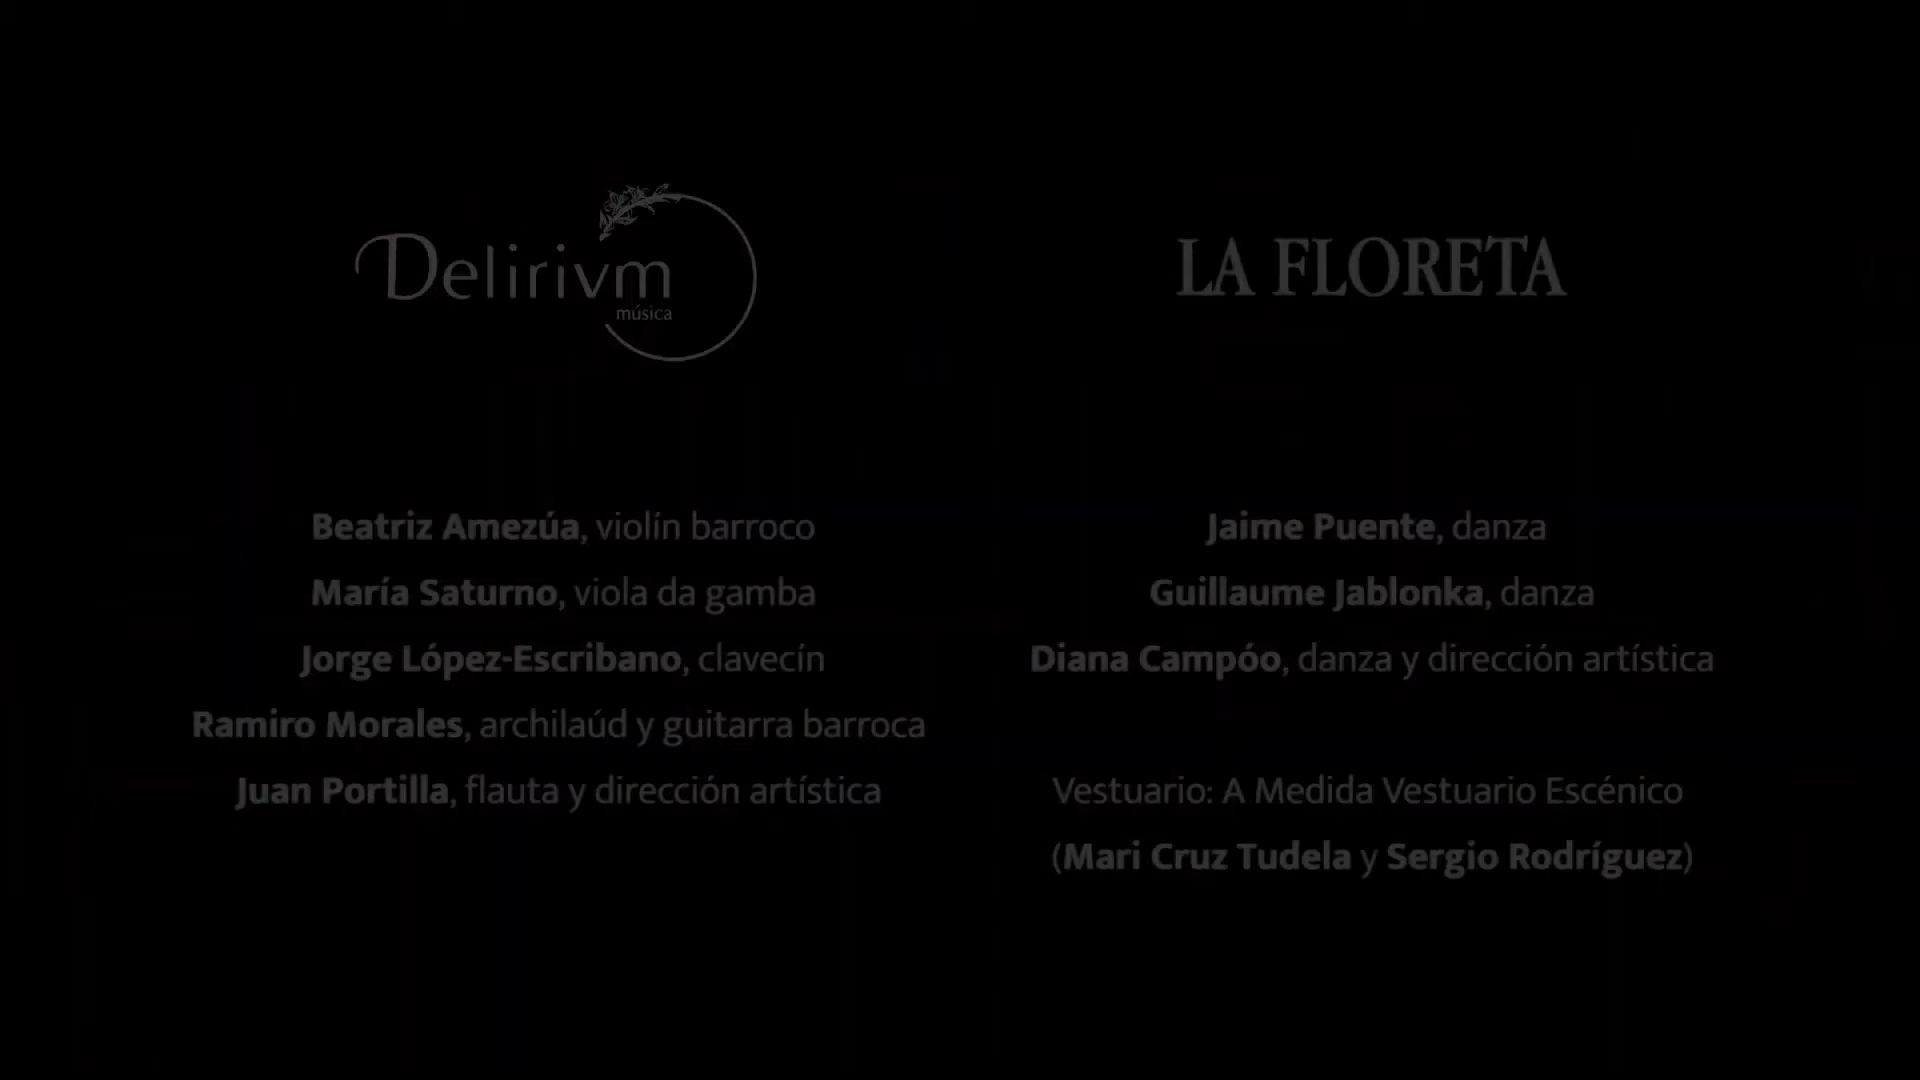 Delirivm
música
Beatriz Amezúa, violín barroco
María Saturno, viola da gamba
Jorge López-Escribano, clavecín
Ramiro Morales, archilaúd y guitarra barroca
Juan Portilla, flauta y dirección artística
LA FLORETA
Jaime Puente, danza
Guillaume Jablonka, danza
Diana Campóo, danza y dirección artística
Vestuario: A Medida Vestuario Escénico
(Mari Cruz Tudela y Sergio Rodríguez)